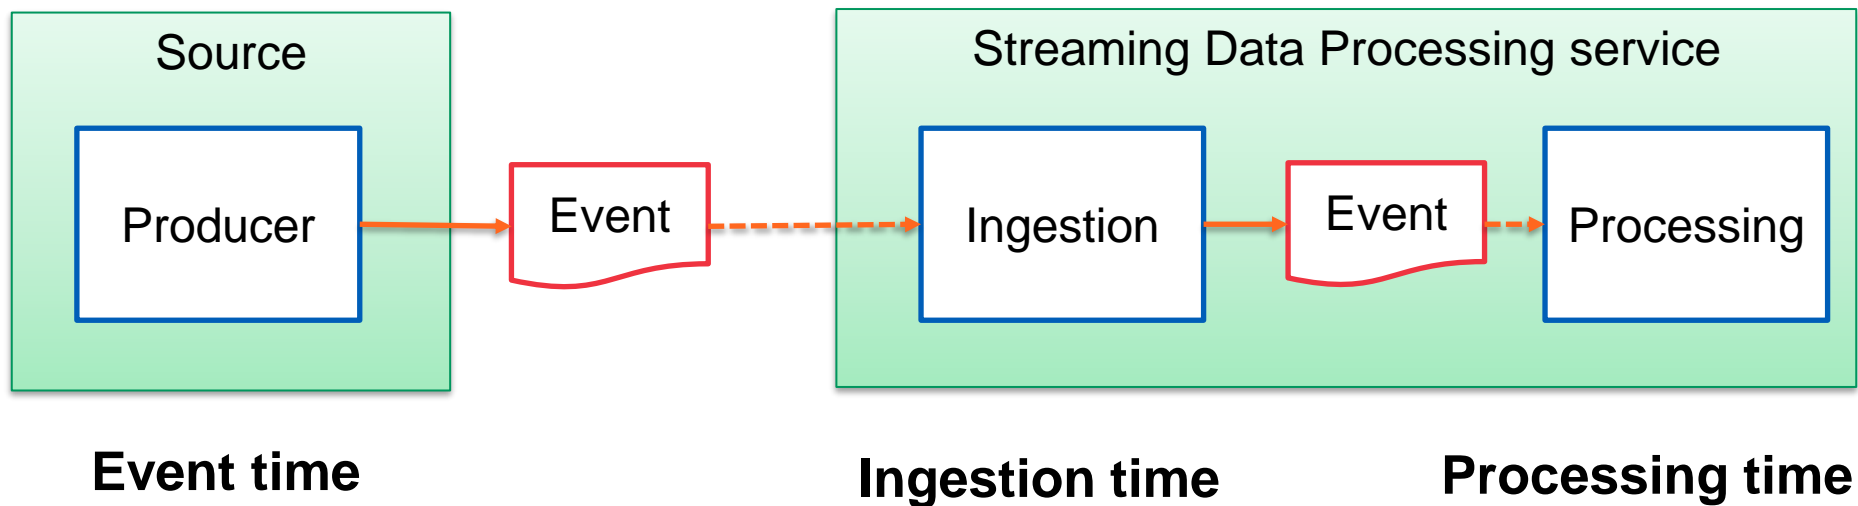 Source
Streaming Data Processing service
Producer
Event
Ingestion
Event
Processing
Event time
Ingestion time
Processing time